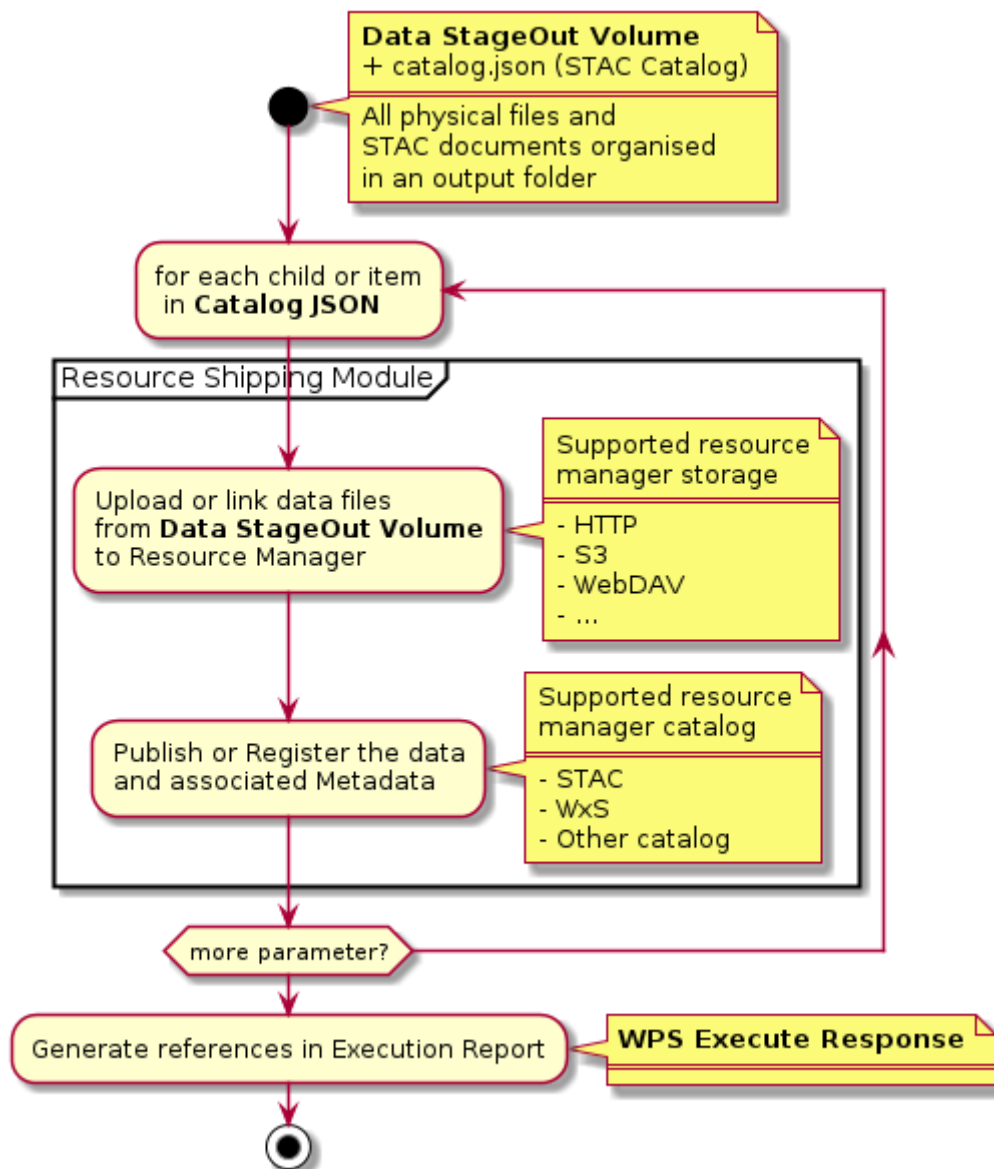 Data StageOut Volume
+ catalog.json (STAC Catalog)
All physical files and
STAC documents organised
in an output folder
for each child or item
in Catalog JSON
Resource Shipping Module
Supported resource
manager storage
- HTTP
- S3
- WebDAV
- ...
Upload or link data files
from Data StageOut Volume
to Resource Manager
Supported resource
manager catalog
- STAC
- WxS
- Other catalog
Publish or Register the data
and associated Metadata
more parameter?
Generate references in Execution Report
WPS Execute Response